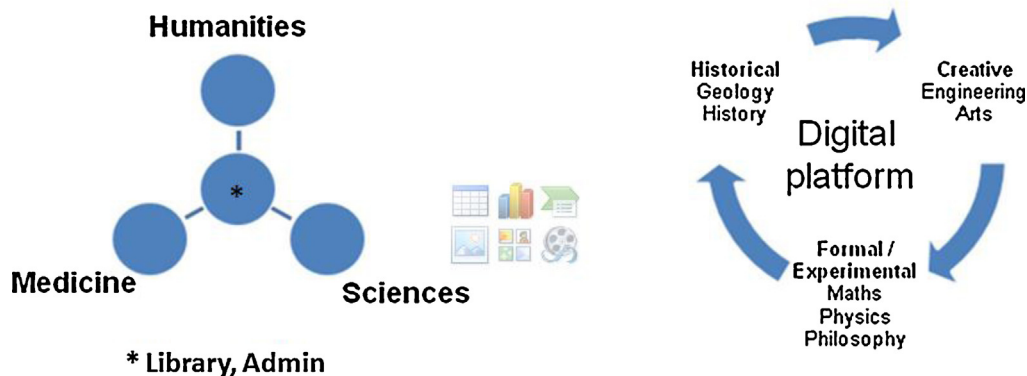 Humanities
*
Medicine
Sciences
* Library, Admin
Historical
Geology
History
Creative
Engineering
Arts
Digital
platform
Formal /
Experimental
Maths
Physics
Philosophy